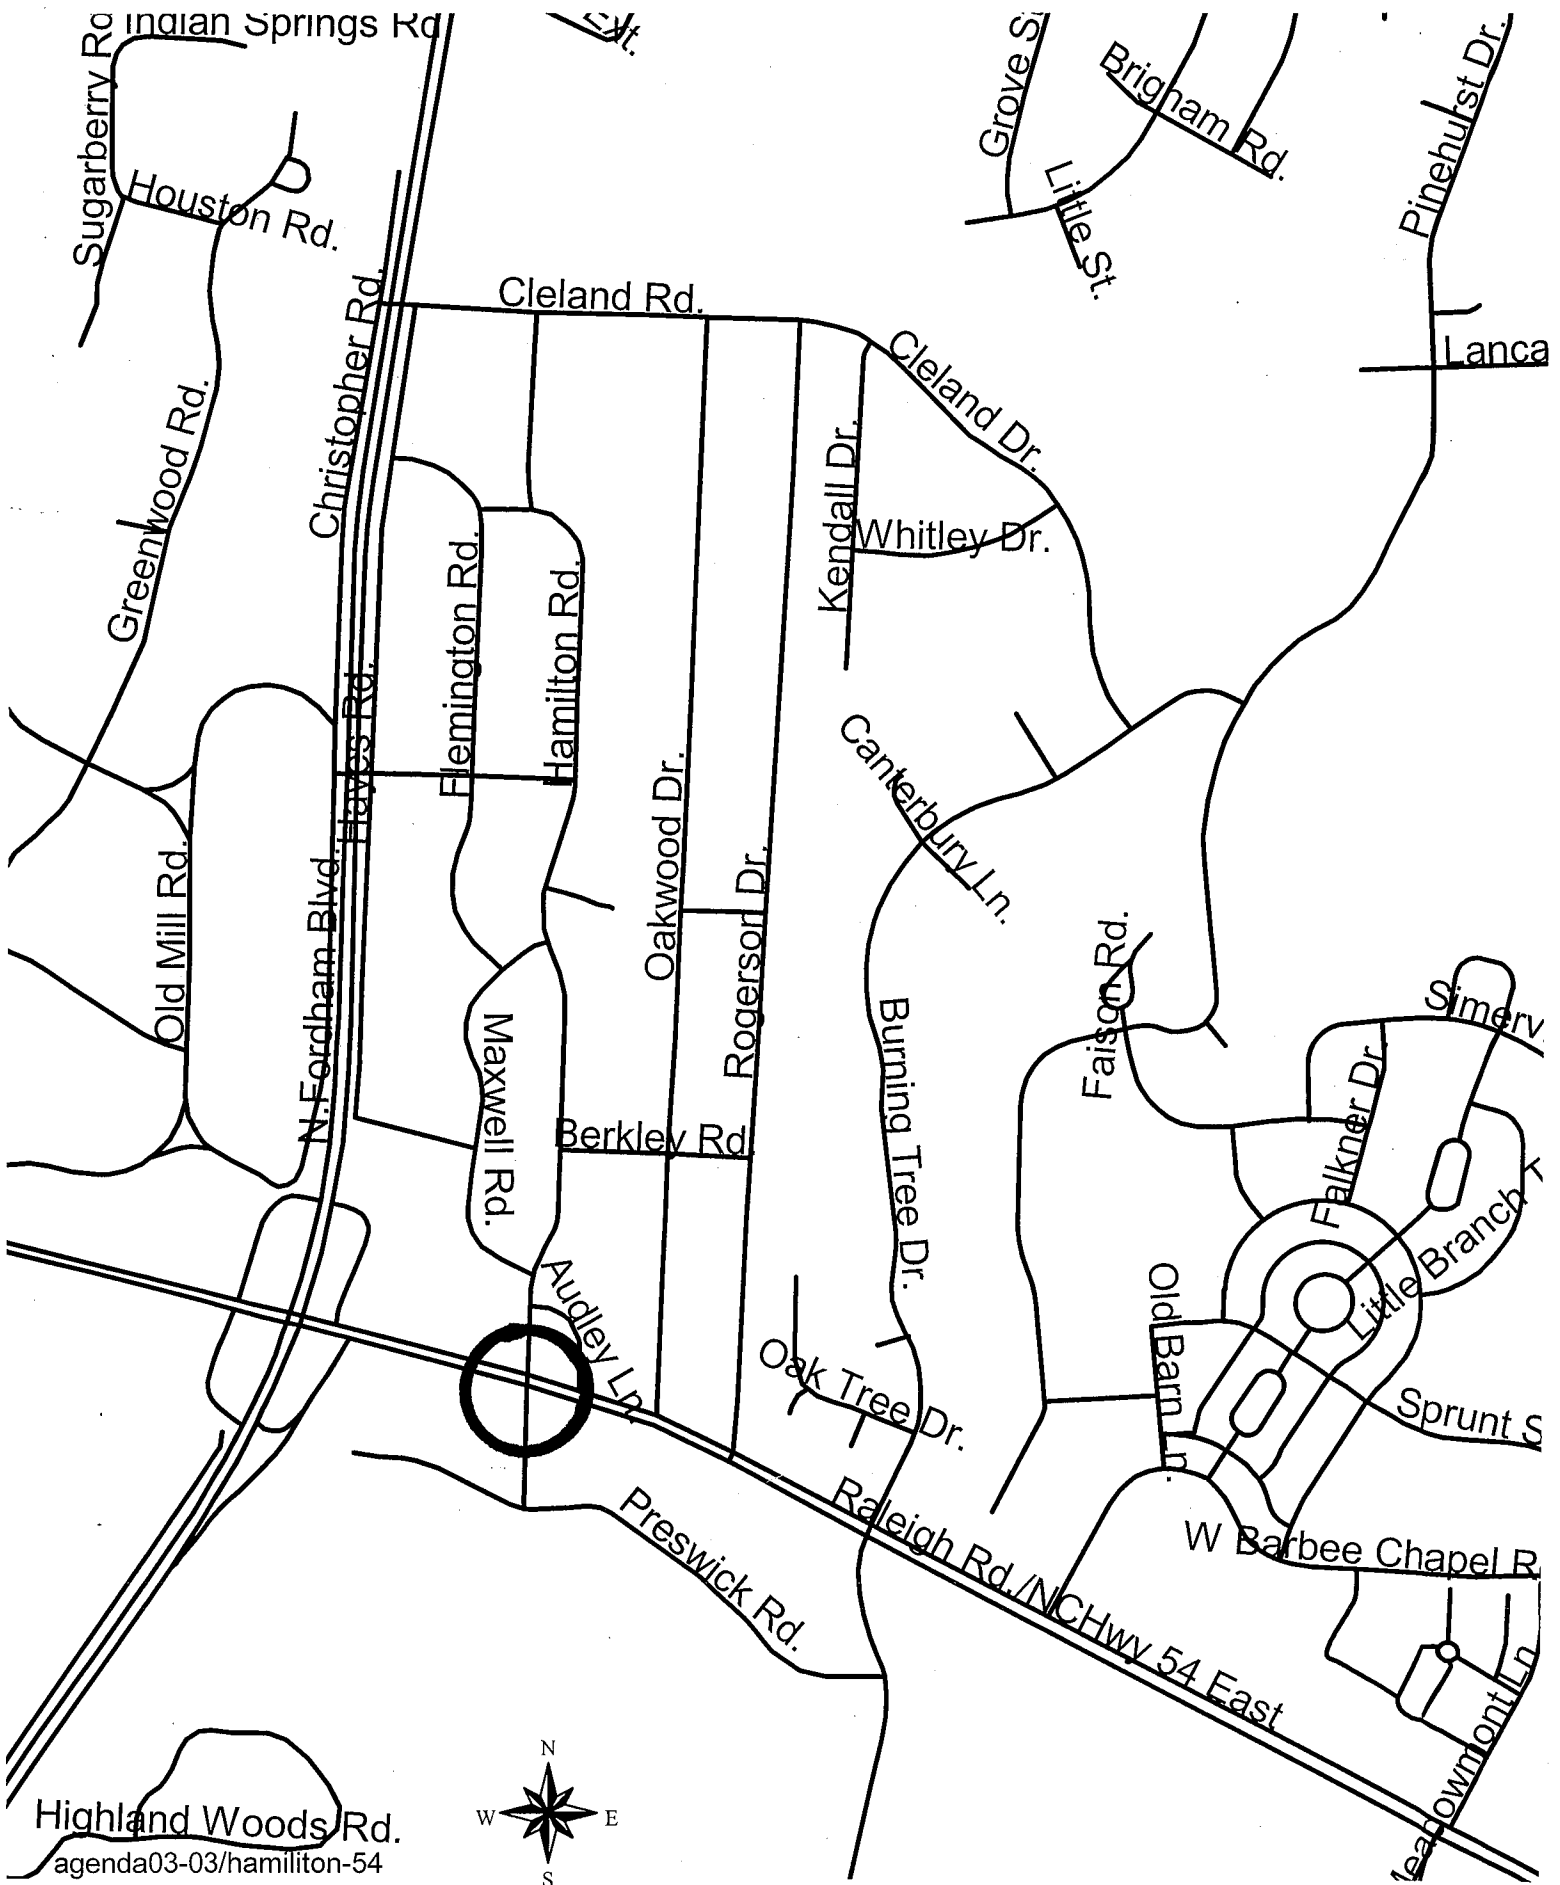 Indian Springs Rd
Ext.
Sugarberry Rd
Grove S
Brigham Rd.
Pinehurst Dr.
Houston Rd.
Little St.
Cleland Rd.
Christopher Rd.
Lanca
Cleland Dr.
Greenwood Rd.
Kendall Dr.
Whitley Dr.
Flemington Rd.
Hamilton Rd.
Hayes Rd.
Canterbury Ln.
Oakwood Dr.
Old Mill Rd.
N.Fordham Blvd.
Rogerson Dr.
Faison Rd.
Burning Tree Dr.
Simerv
Maxwell Rd.
Falkner Dr.
Berkley Rd
Little Branch T
Audley Ln.
Old Barn Ln.
Oak Tree Dr.
Sprunt S
Raleigh Rd./NCHwy 54 East
Preswick Rd.
W Barbee Chapel R
Meadowmont Ln
N
W
E
S
Highland Woods Rd.
agenda03-03/hamiliton-54